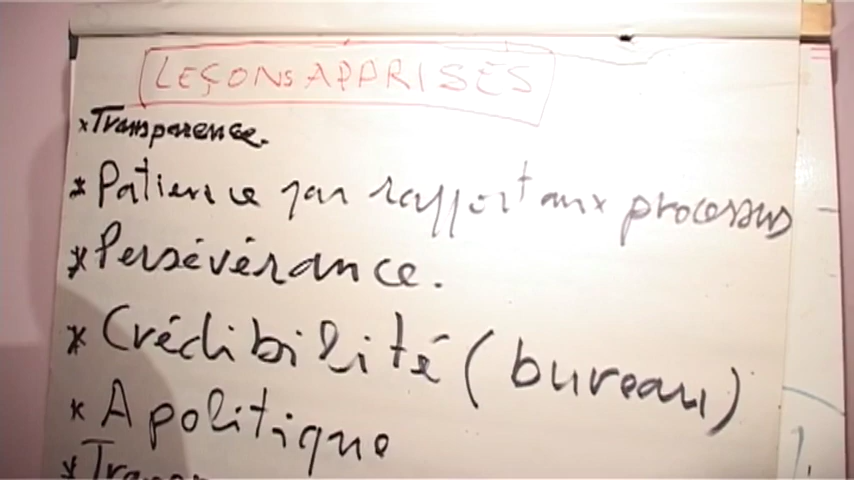 LEÇONS APPRISES
*Transparence.
* Patience par rapport aux processus
* Persévérance.
* Crédibilité (bureau)
* Apolitique